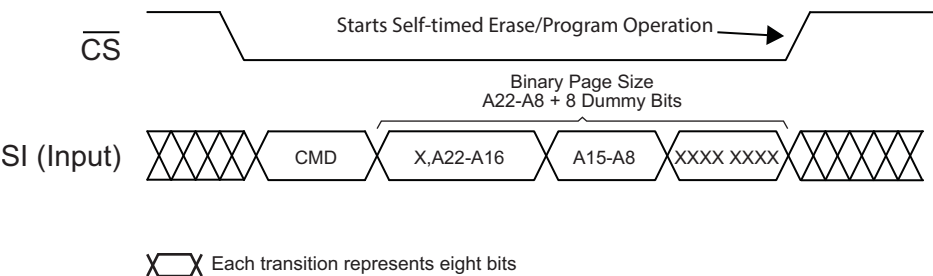 Starts Self-timed Erase/Program Operation
CS
Binary Page Size
A22-A8 + 8 Dummy Bits
SI (Input)
CMD
X,A22-A16
A15-A8
XXXX XXXX
Each transition represents eight bits